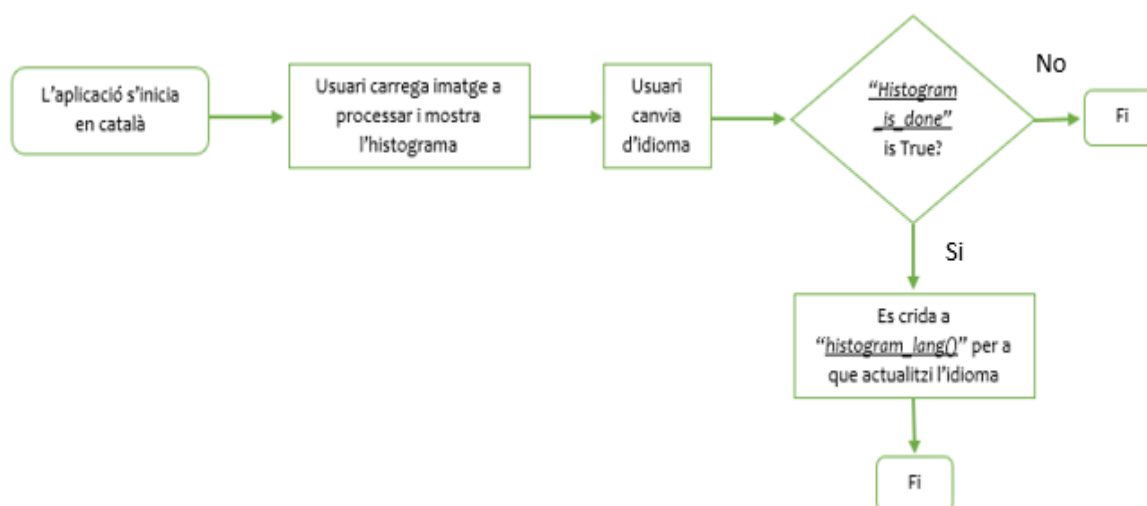 L'aplicació s'inicia
en català
Usuari carrega imatge a
processar i mostra
l'histograma
Usuari
canvia
d'idioma
“Histogram
_is_done”
is True?
No
Fi
Si
Es crida a
“histogram_lang()” per a
que actualitzi l'idioma
Fi